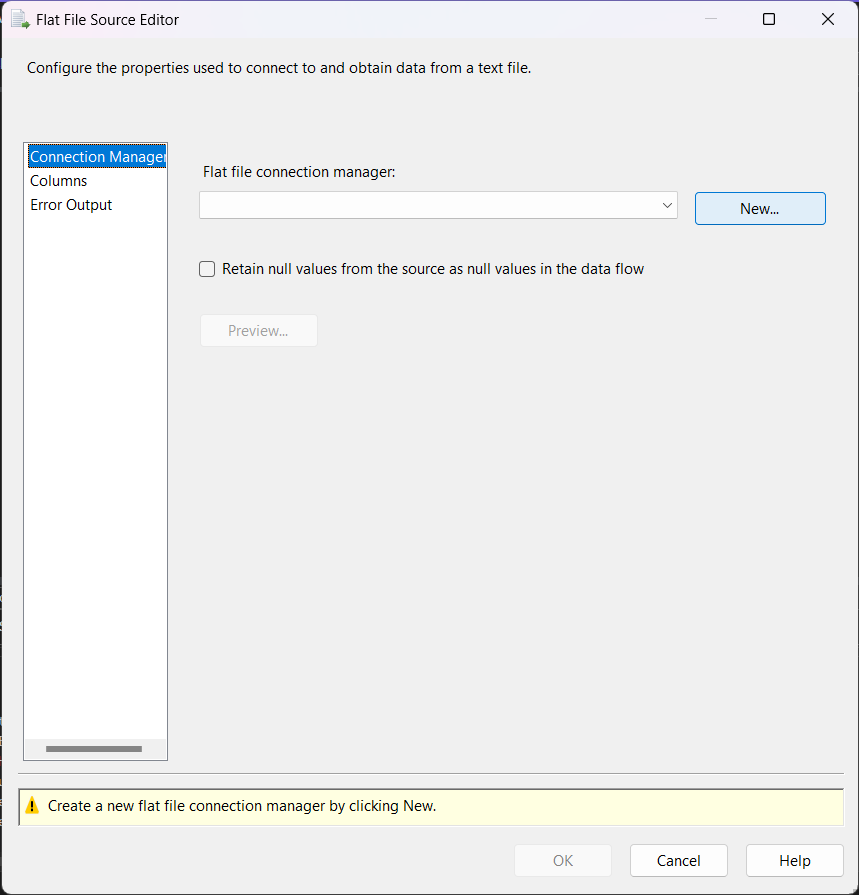 Flat File Source Editor
Configure the properties used to connect to and obtain data from a text file.
Connection Manager
Columns
Error Output
Flat file connection manager:
New...
Retain null values from the source as null values in the data flow
Preview...
Create a new flat file connection manager by clicking New.
OK
Cancel
Help